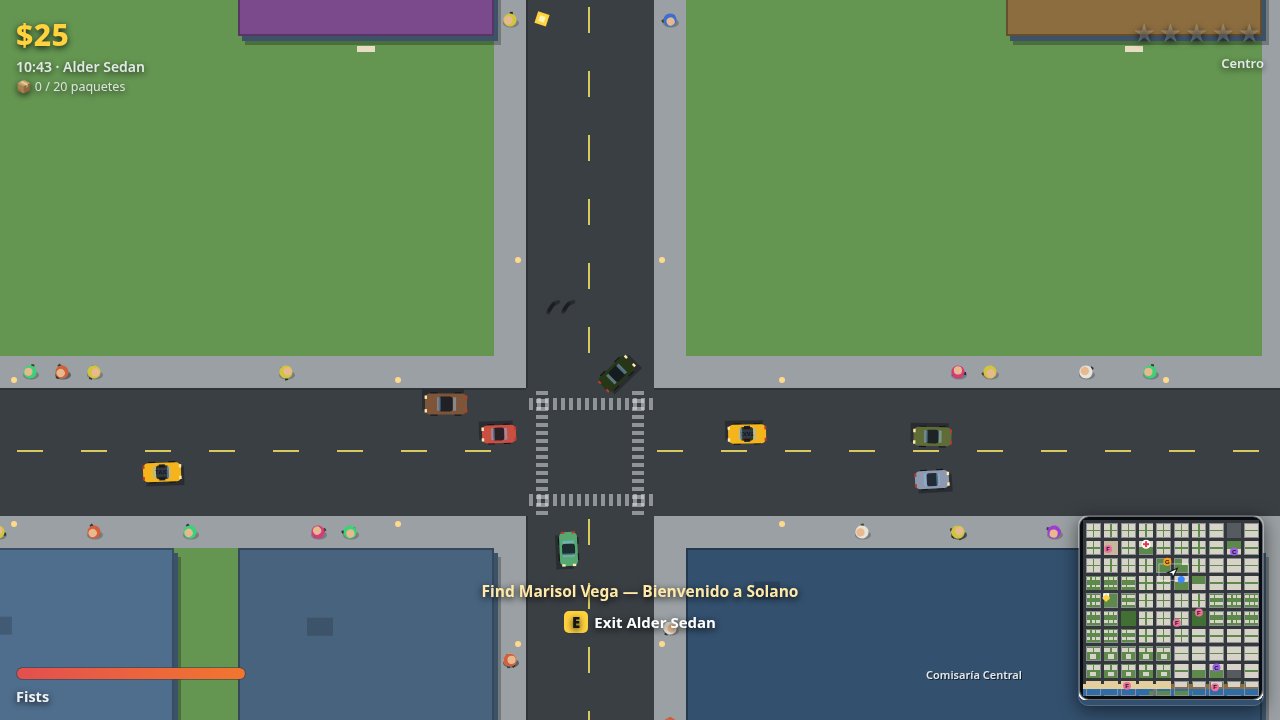 $25
10:43 · Alder Sedan
0 / 20 paquetes
Centro
Find Marisol Vega — Bienvenido a Solano
E Exit Alder Sedan
Comisaría Central
Fists